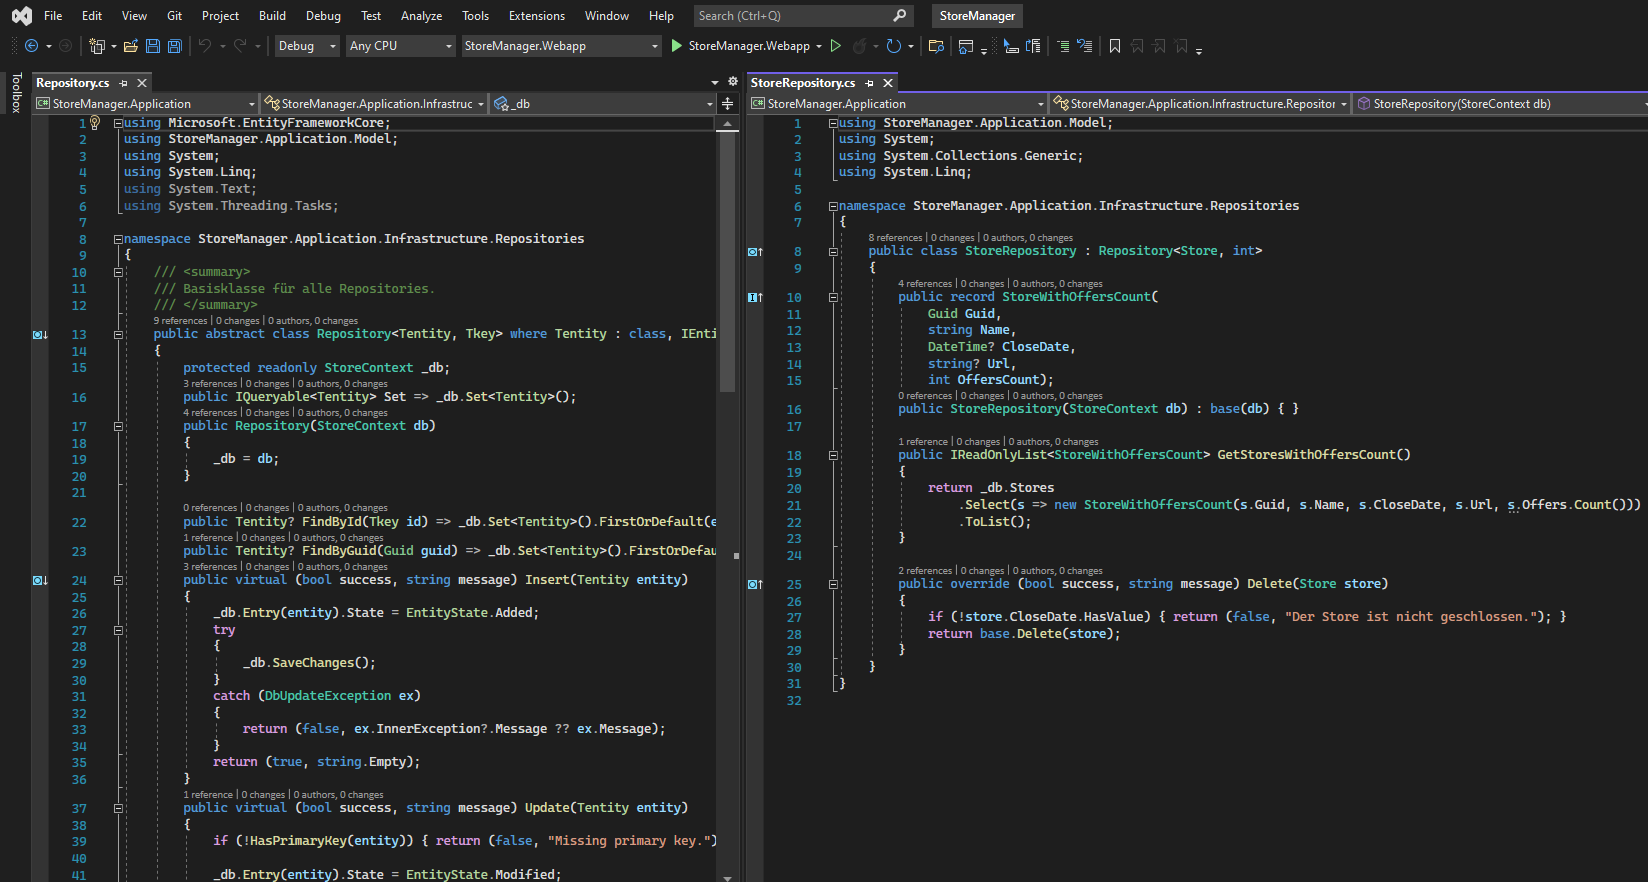 File Edit View Git Project Build Debug Test Analyze Tools Extensions Window Help Search (Ctrl+Q) StoreManager
Debug Any CPU StoreManager.Webapp StoreManager.Webapp
Toolbox
Repository.cs
StoreManager.Application StoreManager.Application.Infrastruc _db
1 using Microsoft.EntityFrameworkCore;
2 using StoreManager.Application.Model;
3 using System;
4 using System.Linq;
5 using System.Text;
6 using System.Threading.Tasks;
7
8 namespace StoreManager.Application.Infrastructure.Repositories
9 {
10 /// <summary>
11 /// Basisklasse für alle Repositories.
12 /// </summary>
9 references | 0 changes | 0 authors, 0 changes
13 public abstract class Repository<Tentity, Tkey> where Tentity : class, IEnti
14 {
15 protected readonly StoreContext _db;
3 references | 0 changes | 0 authors, 0 changes
16 public IQueryable<Tentity> Set => _db.Set<Tentity>();
4 references | 0 changes | 0 authors, 0 changes
17 public Repository(StoreContext db)
18 {
19 _db = db;
20 }
21
0 references | 0 changes | 0 authors, 0 changes
22 public Tentity? FindById(Tkey id) => _db.Set<Tentity>().FirstOrDefault(e
1 reference | 0 changes | 0 authors, 0 changes
23 public Tentity? FindByGuid(Guid guid) => _db.Set<Tentity>().FirstOrDefau
3 references | 0 changes | 0 authors, 0 changes
24 public virtual (bool success, string message) Insert(Tentity entity)
25 {
26 _db.Entry(entity).State = EntityState.Added;
27 try
28 {
29 _db.SaveChanges();
30 }
31 catch (DbUpdateException ex)
32 {
33 return (false, ex.InnerException?.Message ?? ex.Message);
34 }
35 return (true, string.Empty);
36 }
1 reference | 0 changes | 0 authors, 0 changes
37 public virtual (bool success, string message) Update(Tentity entity)
38 {
39 if (!HasPrimaryKey(entity)) { return (false, "Missing primary key.")
40
41 _db.Entry(entity).State = EntityState.Modified;
StoreRepository.cs
StoreManager.Application StoreManager.Application.Infrastructure.Repositor StoreRepository(StoreContext db)
1 using StoreManager.Application.Model;
2 using System;
3 using System.Collections.Generic;
4 using System.Linq;
5
6 namespace StoreManager.Application.Infrastructure.Repositories
7 {
8 references | 0 changes | 0 authors, 0 changes
8 public class StoreRepository : Repository<Store, int>
9 {
4 references | 0 changes | 0 authors, 0 changes
10 public record StoreWithOffersCount(
11 Guid Guid,
12 string Name,
13 DateTime? CloseDate,
14 string? Url,
15 int OffersCount);
0 references | 0 changes | 0 authors, 0 changes
16 public StoreRepository(StoreContext db) : base(db) { }
17
1 reference | 0 changes | 0 authors, 0 changes
18 public IReadOnlyList<StoreWithOffersCount> GetStoresWithOffersCount()
19 {
20 return _db.Stores
21 .Select(s => new StoreWithOffersCount(s.Guid, s.Name, s.CloseDate, s.Url, s.Offers.Count()))
22 .ToList();
23 }
24
2 references | 0 changes | 0 authors, 0 changes
25 public override (bool success, string message) Delete(Store store)
26 {
27 if (!store.CloseDate.HasValue) { return (false, "Der Store ist nicht geschlossen."); }
28 return base.Delete(store);
29 }
30 }
31 }
32